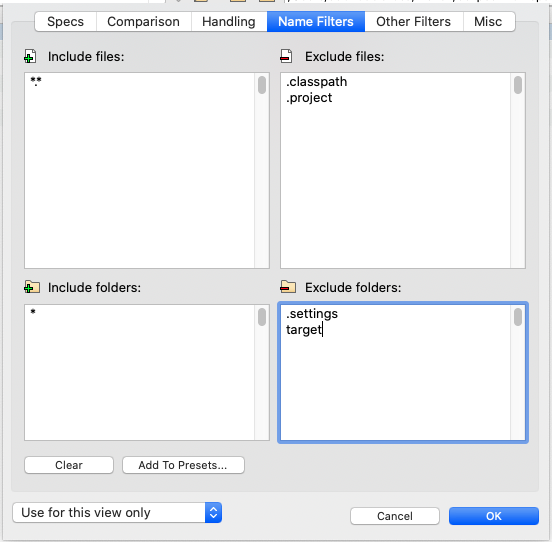 Specs Comparison Handling Name Filters Other Filters Misc
Include files:
*.*
Exclude files:
.classpath
.project
Include folders:
*
Exclude folders:
.settings
target
Clear Add To Presets...
Use for this view only
Cancel OK